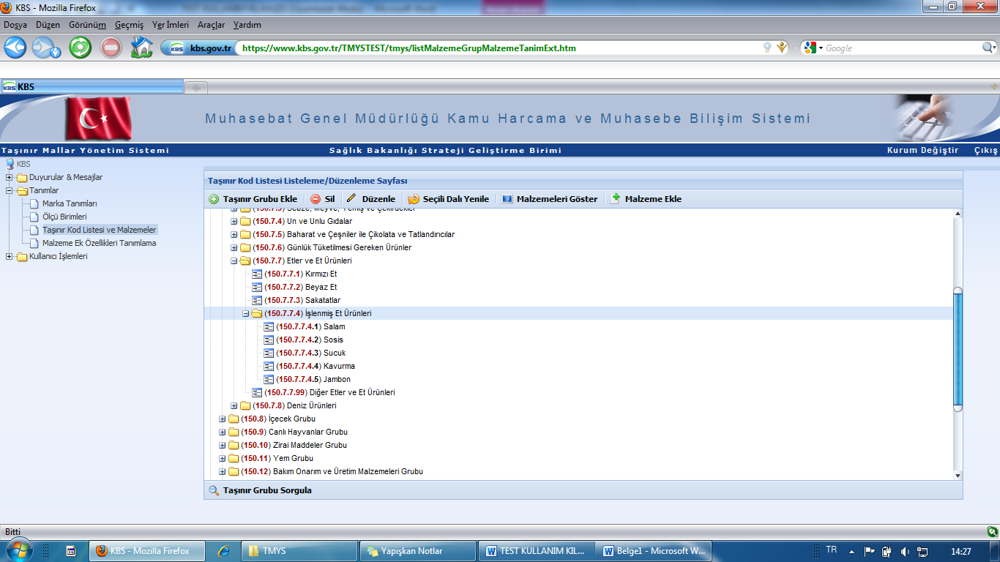 KBS - Mozilla Firefox
Dosya Düzen Görünüm Geçmiş Yer İmleri Araçlar Yardım
KBS kbs.gov.tr https://www.kbs.gov.tr/TMYSTEST/tmys/listMalzemeGrupMalzemeTanimExt.htm Google
KBS KBS
Muhasebat Genel Müdürlüğü Kamu Harcama ve Muhasebe Bilişim Sistemi
Taşınır Mallar Yönetim Sistemi Sağlık Bakanlığı Strateji Geliştirme Birimi Kurum Değiştir Çıkış
KBS
Duyurular & Mesajlar
Tanımlar
Marka Tanımları
Ölçü Birimleri
Taşınır Kod Listesi ve Malzemeler
Malzeme Ek Özellikleri Tanımlama
Kullanıcı İşlemleri
Taşınır Kod Listesi Listeleme/Düzenleme Sayfası
Taşınır Grubu Ekle Sil Düzenle Seçili Dalı Yenile Malzemeleri Göster Malzeme Ekle
(150.7.3) Sebze, Meyve, Yemiş ve Çekirdekler
(150.7.4) Un ve Unlu Gıdalar
(150.7.5) Baharat ve Çeşniler ile Çikolata ve Tatlandırıcılar
(150.7.6) Günlük Tüketilmesi Gereken Ürünler
(150.7.7) Etler ve Et Ürünleri
(150.7.7.1) Kırmızı Et
(150.7.7.2) Beyaz Et
(150.7.7.3) Sakatatlar
(150.7.7.4) İşlenmiş Et Ürünleri
(150.7.7.4.1) Salam
(150.7.7.4.2) Sosis
(150.7.7.4.3) Sucuk
(150.7.7.4.4) Kavurma
(150.7.7.4.5) Jambon
(150.7.7.99) Diğer Etler ve Et Ürünleri
(150.7.8) Deniz Ürünleri
(150.8) İçecek Grubu
(150.9) Canlı Hayvanlar Grubu
(150.10) Zirai Maddeler Grubu
(150.11) Yem Grubu
(150.12) Bakım Onarım ve Üretim Malzemeleri Grubu
Taşınır Grubu Sorgula
Bitti
KBS - Mozilla Firefox TMYS Yapışkan Notlar TEST KULLANIM KIL... Belge1 - Microsoft W... TR 14:27